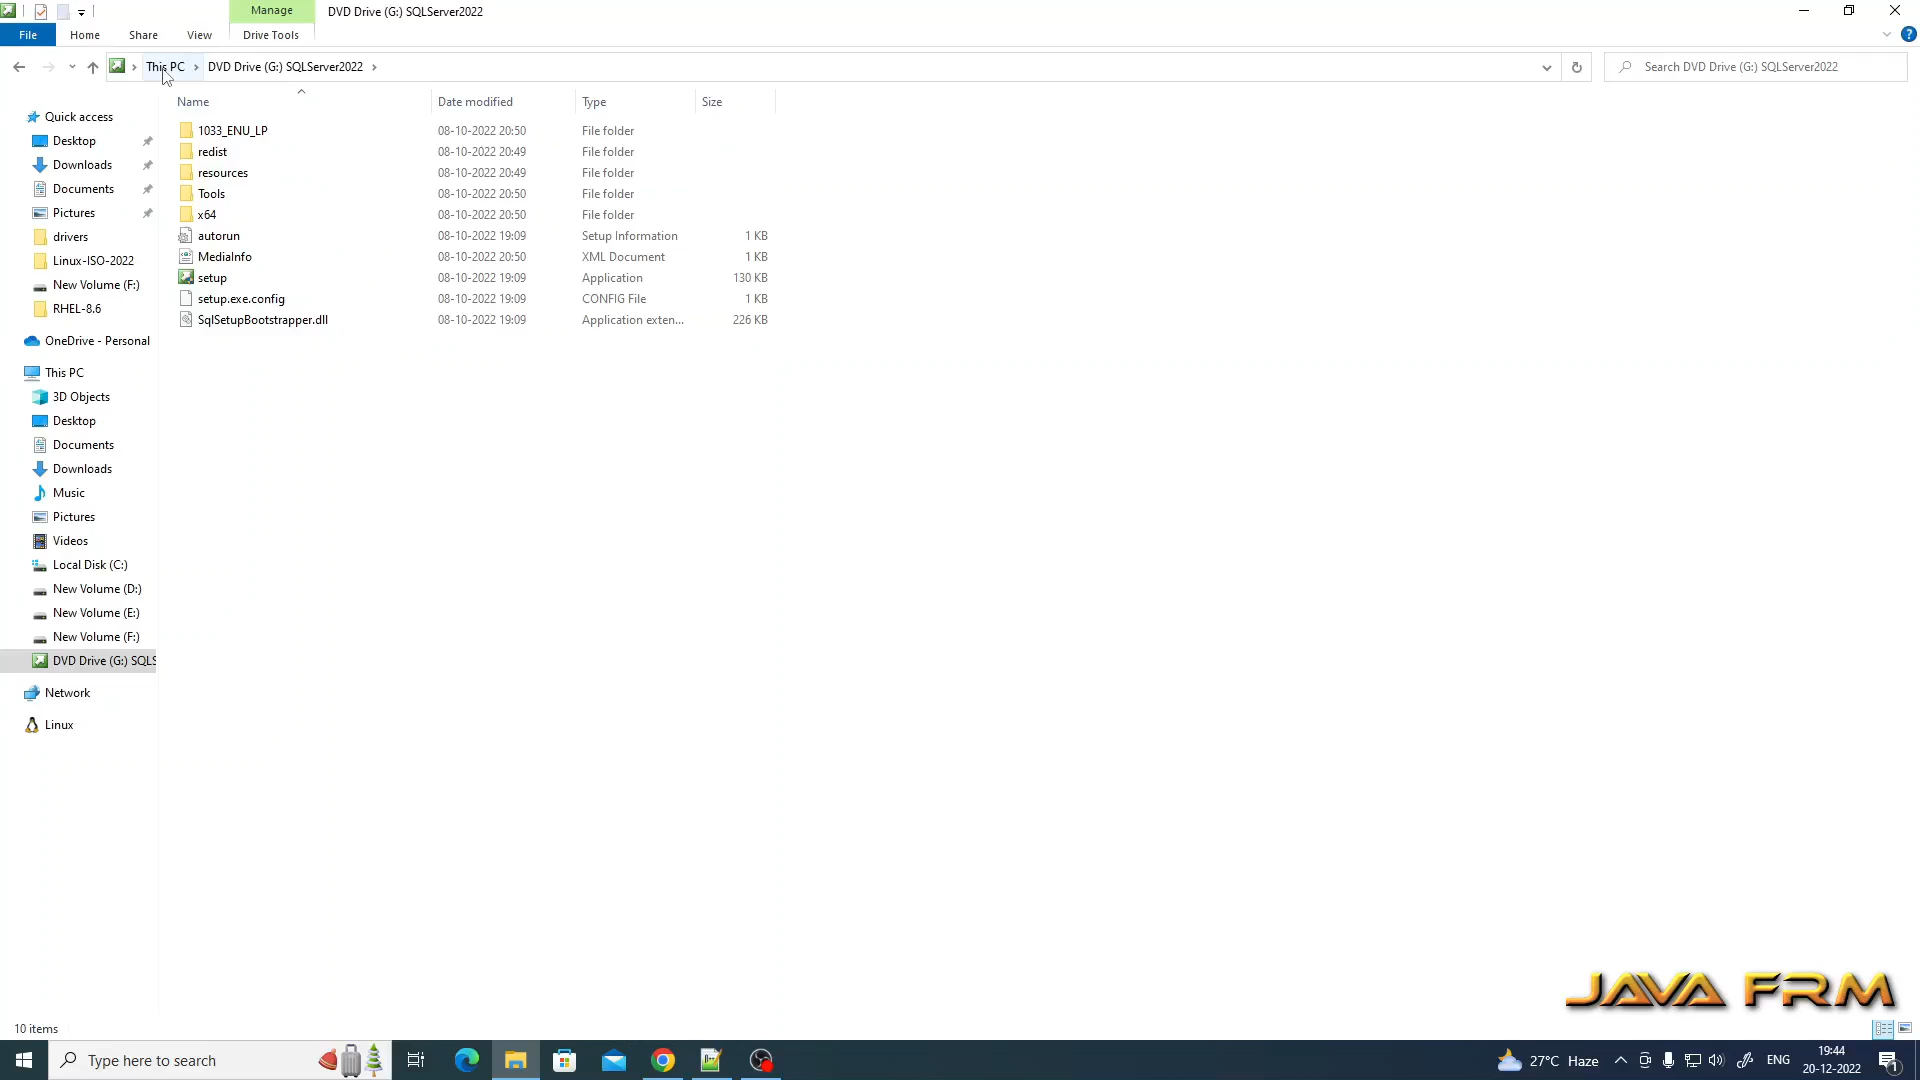 Manage
DVD Drive (G:) SQLServer2022
File
Home
Share
View
Drive Tools
This PC
DVD Drive (G:) SQLServer2022
Search DVD Drive (G:) SQLServer2022
Name
Date modified
Type
Size
1033_ENU_LP 08-10-2022 20:50 File folder
redist 08-10-2022 20:49 File folder
resources 08-10-2022 20:49 File folder
Tools 08-10-2022 20:50 File folder
x64 08-10-2022 20:50 File folder
autorun 08-10-2022 19:09 Setup Information 1 KB
MediaInfo 08-10-2022 20:50 XML Document 1 KB
setup 08-10-2022 19:09 Application 130 KB
setup.exe.config 08-10-2022 19:09 CONFIG File 1 KB
SqlSetupBootstrapper.dll 08-10-2022 19:09 Application exten... 226 KB
Quick access
Desktop
Downloads
Documents
Pictures
drivers
Linux-ISO-2022
New Volume (F:)
RHEL-8.6
OneDrive - Personal
This PC
3D Objects
Desktop
Documents
Downloads
Music
Pictures
Videos
Local Disk (C:)
New Volume (D:)
New Volume (E:)
New Volume (F:)
DVD Drive (G:) SQLS
Network
Linux
JAVA FRM
10 items
Type here to search
27°C Haze
ENG
19:44
20-12-2022
1